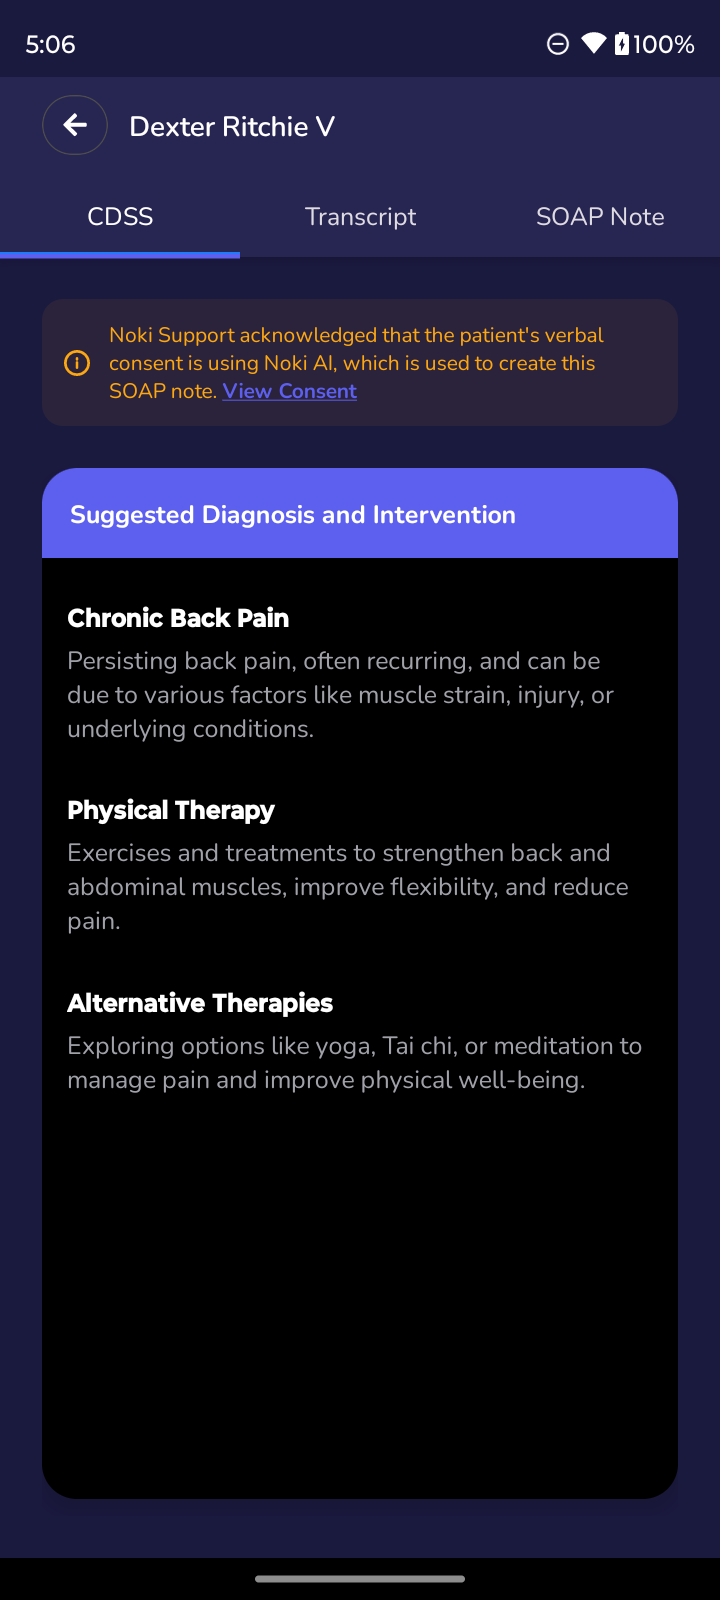 5:06
100%
Dexter Ritchie V
CDSS
Transcript
SOAP Note
Noki Support acknowledged that the patient's verbal
consent is using Noki AI, which is used to create this
SOAP note. View Consent
Suggested Diagnosis and Intervention
Chronic Back Pain
Persisting back pain, often recurring, and can be
due to various factors like muscle strain, injury, or
underlying conditions.
Physical Therapy
Exercises and treatments to strengthen back and
abdominal muscles, improve flexibility, and reduce
pain.
Alternative Therapies
Exploring options like yoga, Tai chi, or meditation to
manage pain and improve physical well-being.